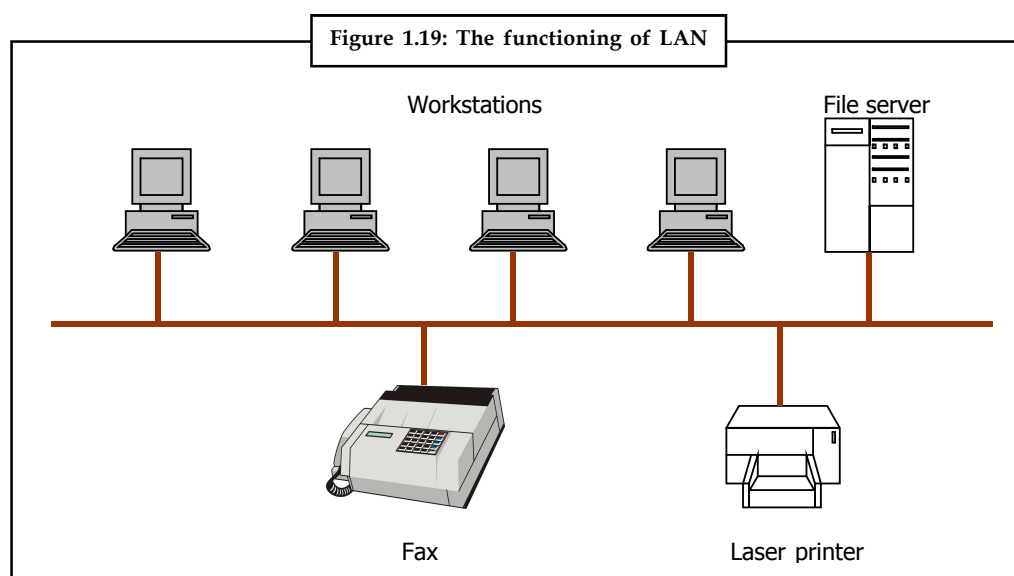 Figure 1.19: The functioning of LAN
Workstations
File server
Fax
Laser printer